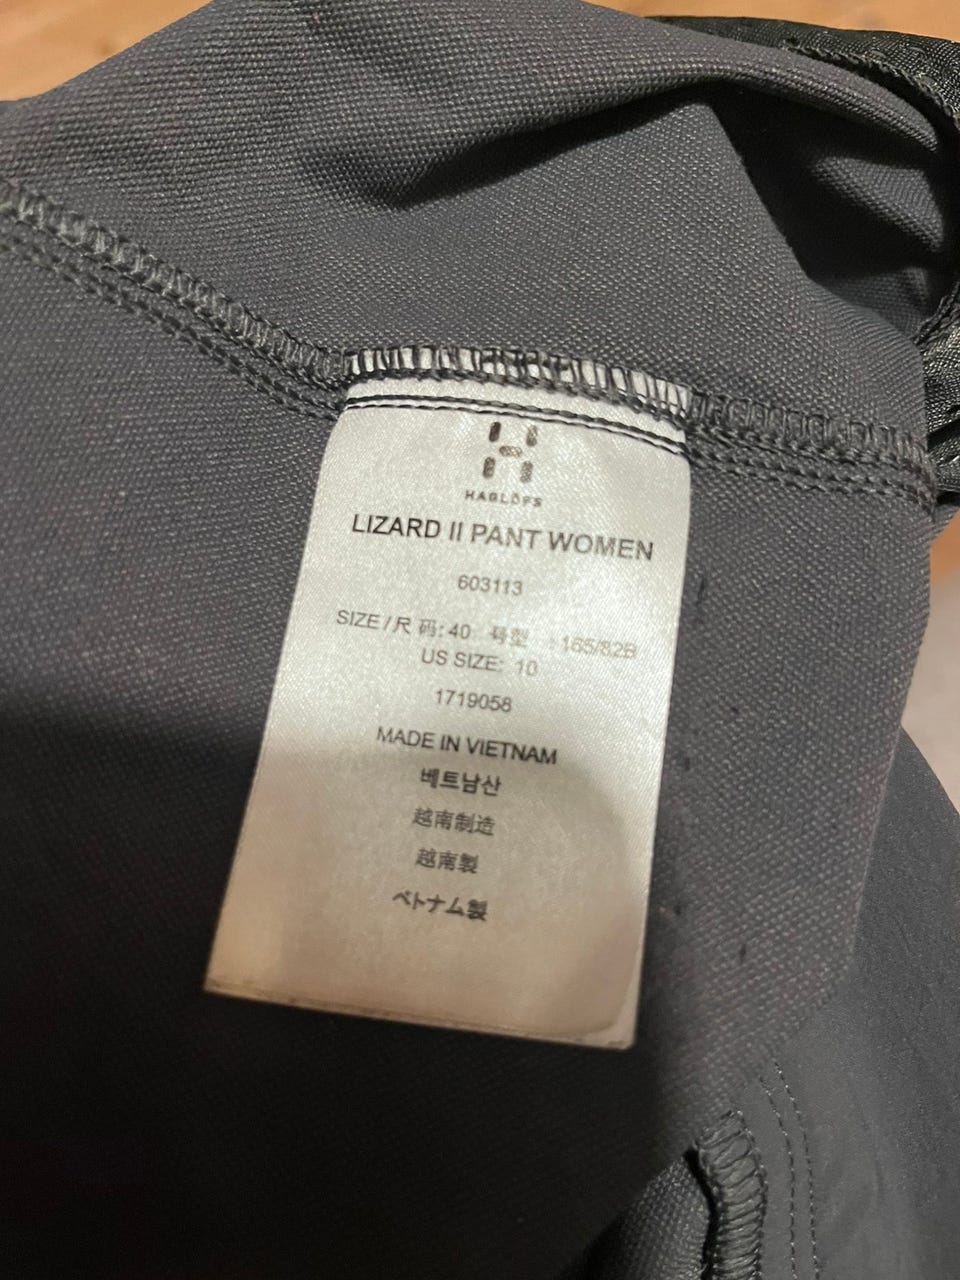 HAGLÖFS
LIZARD II PANT WOMEN
603113
SIZE / 尺 码: 40 号型 : 165/82B
US SIZE: 10
1719058
MADE IN VIETNAM
베트남산
越南制造
越南製
ベトナム製